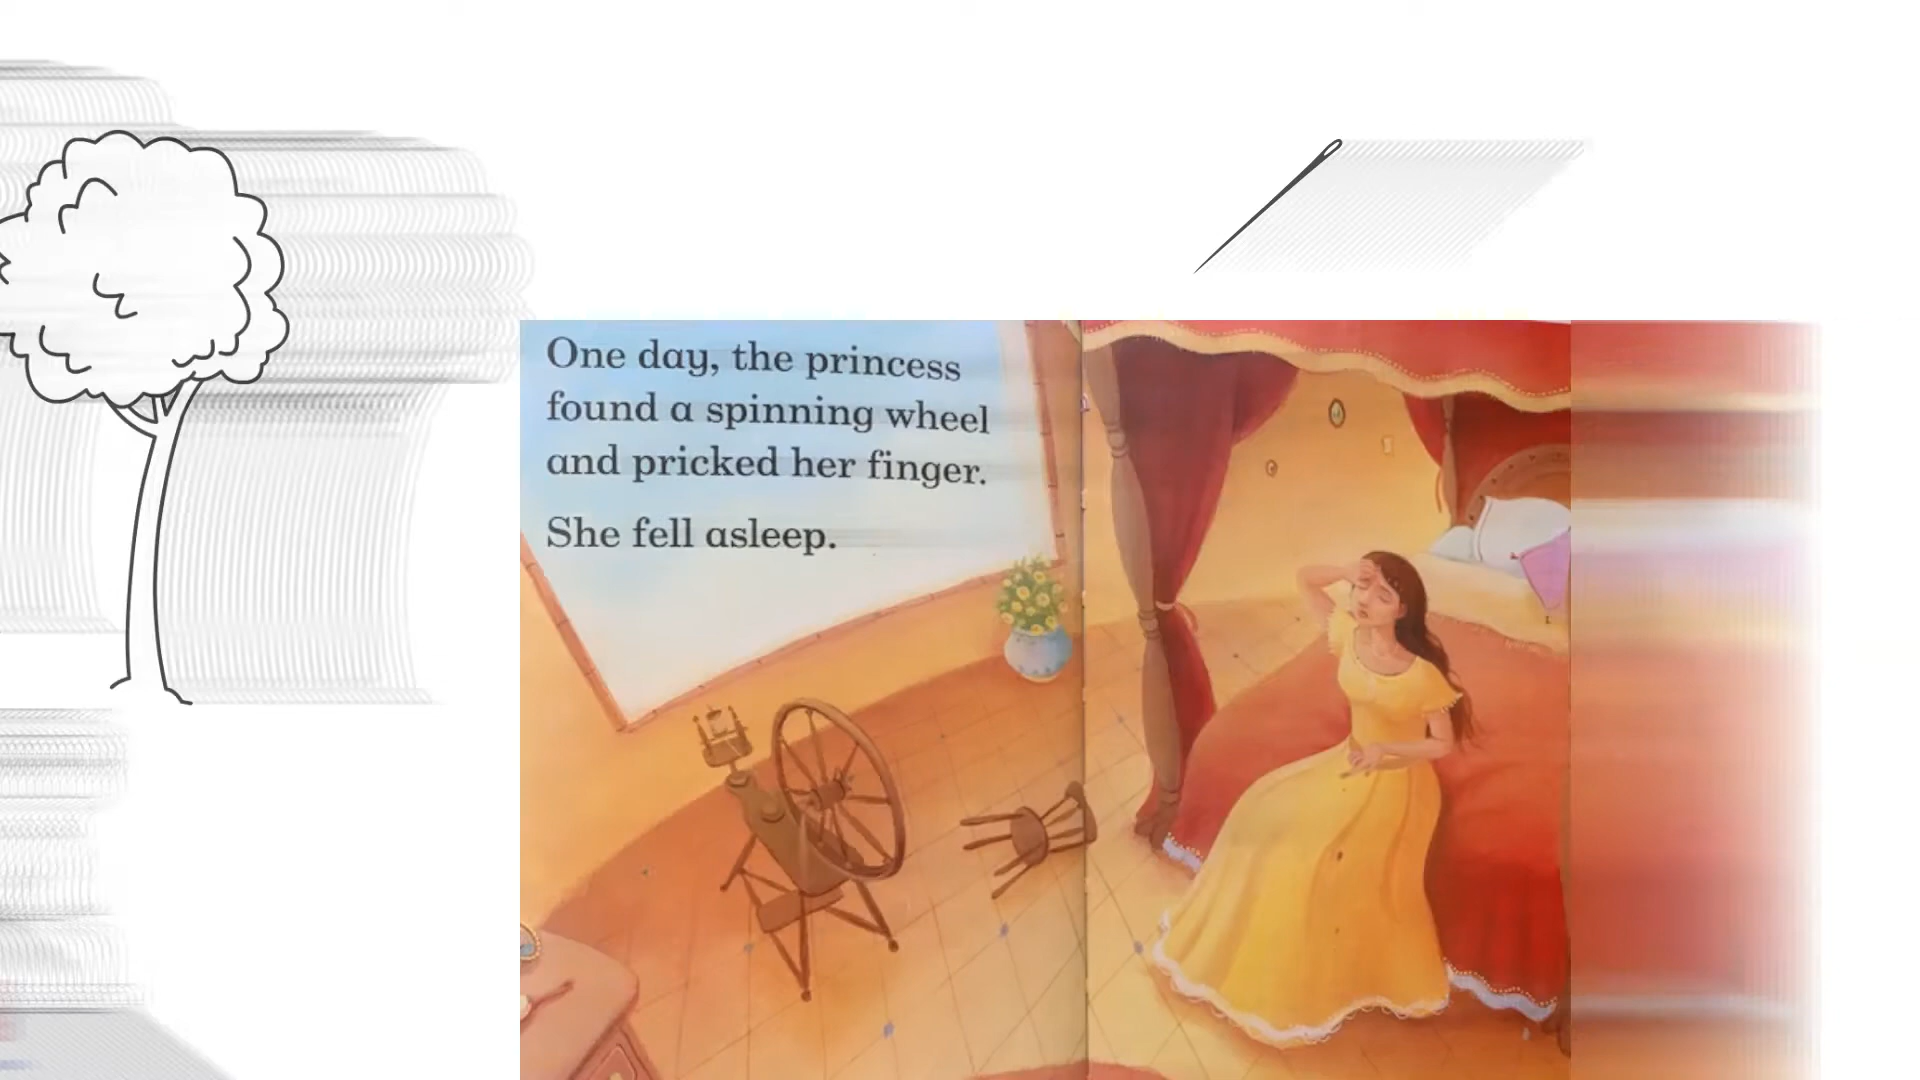 One day, the princess
found a spinning wheel
and pricked her finger.
She fell asleep.